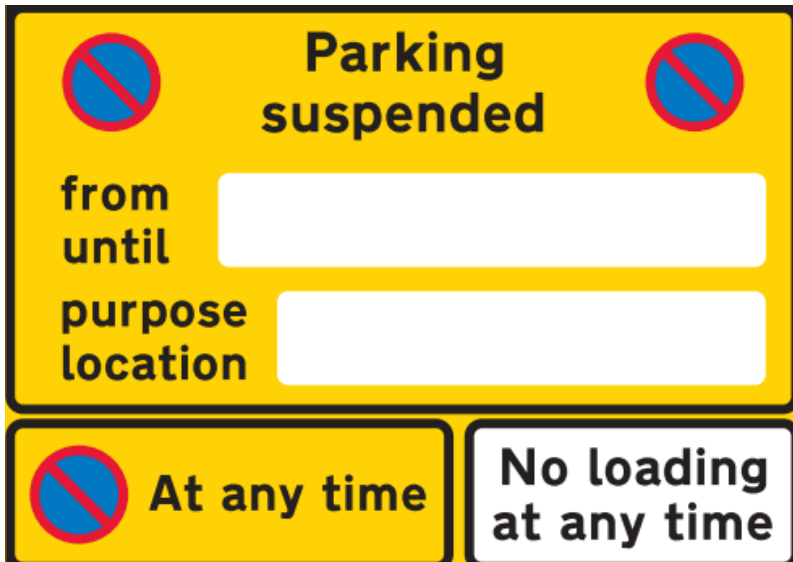 Parking
suspended
from
until
purpose
location
At any time
No loading
at any time